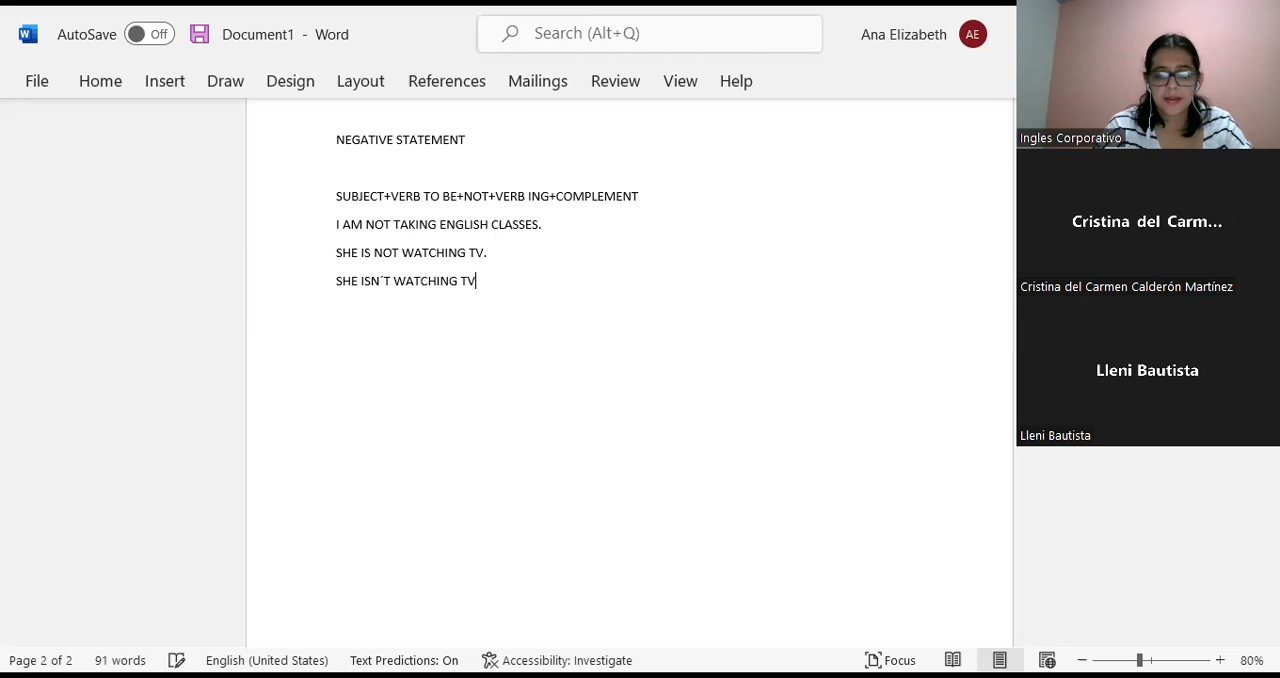 AutoSave Off Document1 - Word Search (Alt+Q) Ana Elizabeth AE
File Home Insert Draw Design Layout References Mailings Review View Help
NEGATIVE STATEMENT
SUBJECT+VERB TO BE+NOT+VERB ING+COMPLEMENT
I AM NOT TAKING ENGLISH CLASSES.
SHE IS NOT WATCHING TV.
SHE ISN´T WATCHING TV
Ingles Corporativo
Cristina del Carm...
Cristina del Carmen Calderón Martínez
Lleni Bautista
Lleni Bautista
Page 2 of 2 91 words English (United States) Text Predictions: On Accessibility: Investigate Focus 80%